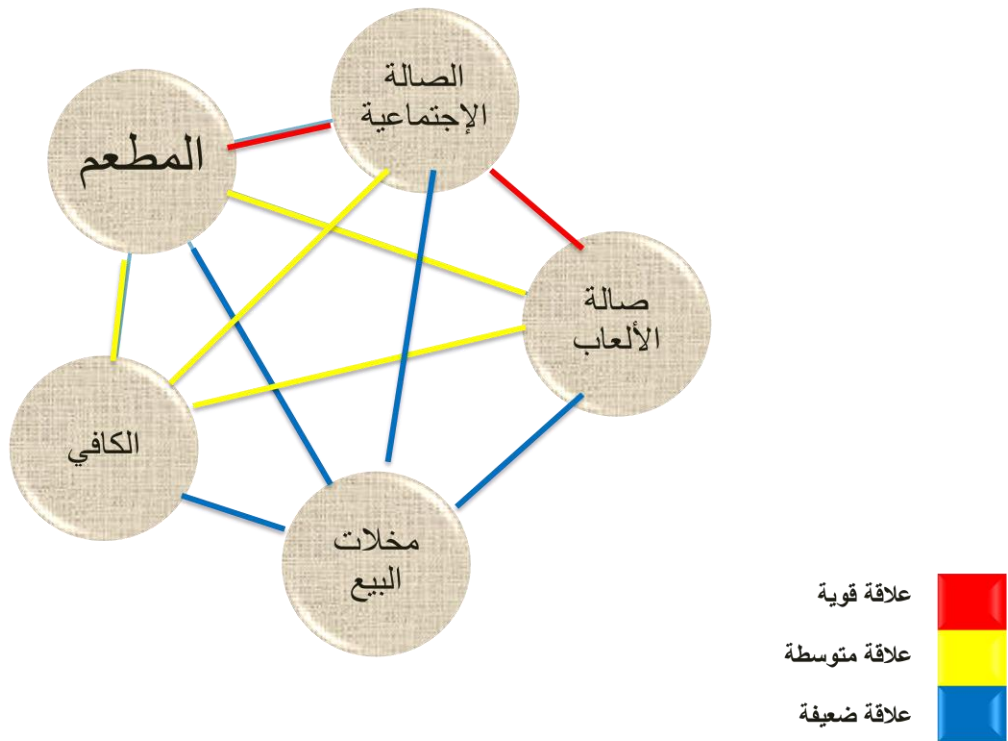 الصالة
الإجتماعية
المطعم
صالة
الألعاب
الكافي
مخلات
البيع
علاقة قوية
علاقة متوسطة
علاقة ضعيفة